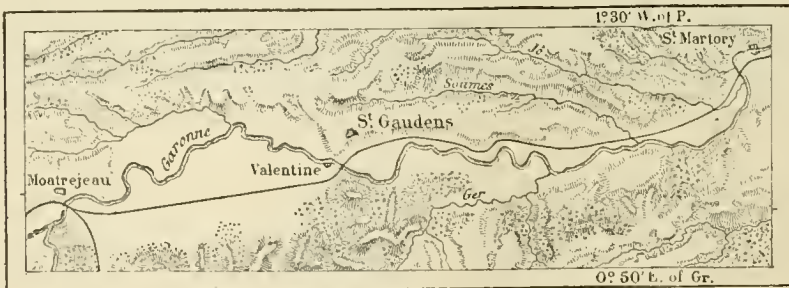 1° 30' W. of P.
St. Martory
Soumes
St. Gaudens
Garonne
Valentine
Montrejeau
Ger
0° 50' E. of Gr.